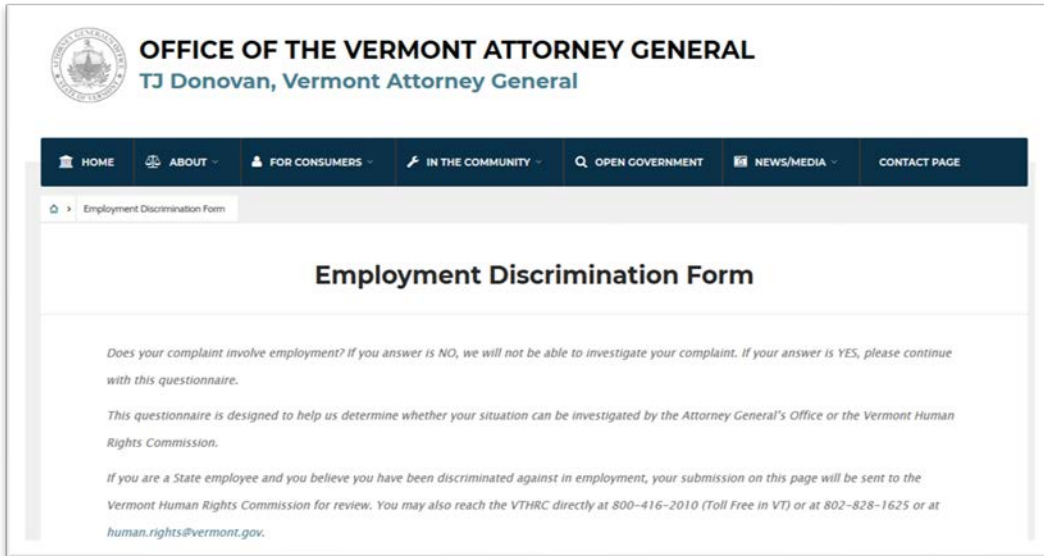 OFFICE OF THE VERMONT ATTORNEY GENERAL
TJ Donovan, Vermont Attorney General
HOME ABOUT FOR CONSUMERS IN THE COMMUNITY OPEN GOVERNMENT NEWS/MEDIA CONTACT PAGE
Employment Discrimination Form
Employment Discrimination Form
Does your complaint involve employment? If you answer is NO, we will not be able to investigate your complaint. If your answer is YES, please continue
with this questionnaire.
This questionnaire is designed to help us determine whether your situation can be investigated by the Attorney General's Office or the Vermont Human
Rights Commission.
If you are a State employee and you believe you have been discriminated against in employment, your submission on this page will be sent to the
Vermont Human Rights Commission for review. You may also reach the VTHRC directly at 800-416-2010 (Toll Free in VT) or at 802-828-1625 or at
human.rights@vermont.gov.